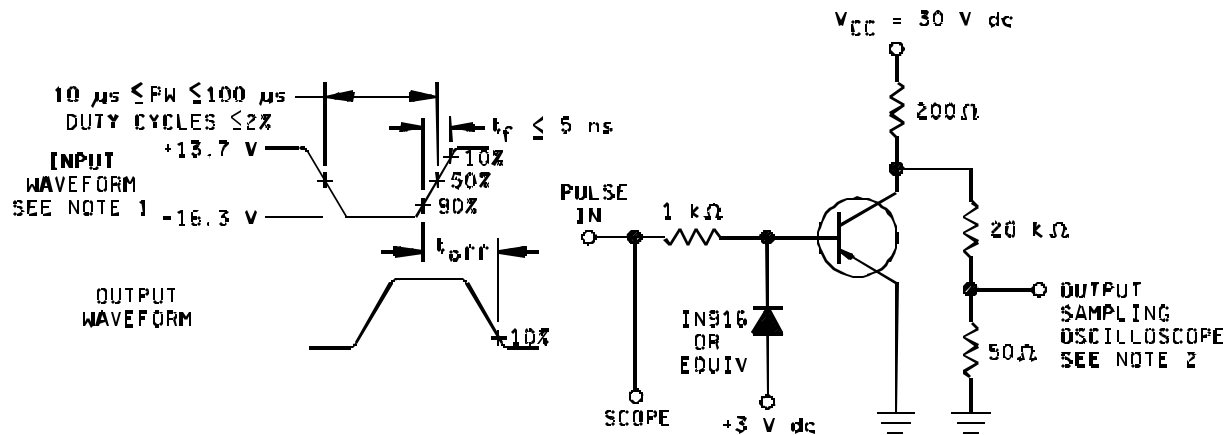 V_CC = 30 V dc
200Ω
10 μs ≤ PW ≤ 100 μs
DUTY CYCLES ≤2%
t_f ≤ 5 ns
+13.7 V
INPUT
WAVEFORM
SEE NOTE 1
10%
50%
90%
-16.3 V
t_off
OUTPUT
WAVEFORM
10%
PULSE
IN
1 kΩ
20 kΩ
IN916
OR
EQUIV
SCOPE
+3 V dc
50Ω
OUTPUT
SAMPLING
OSCILLOSCOPE
SEE NOTE 2